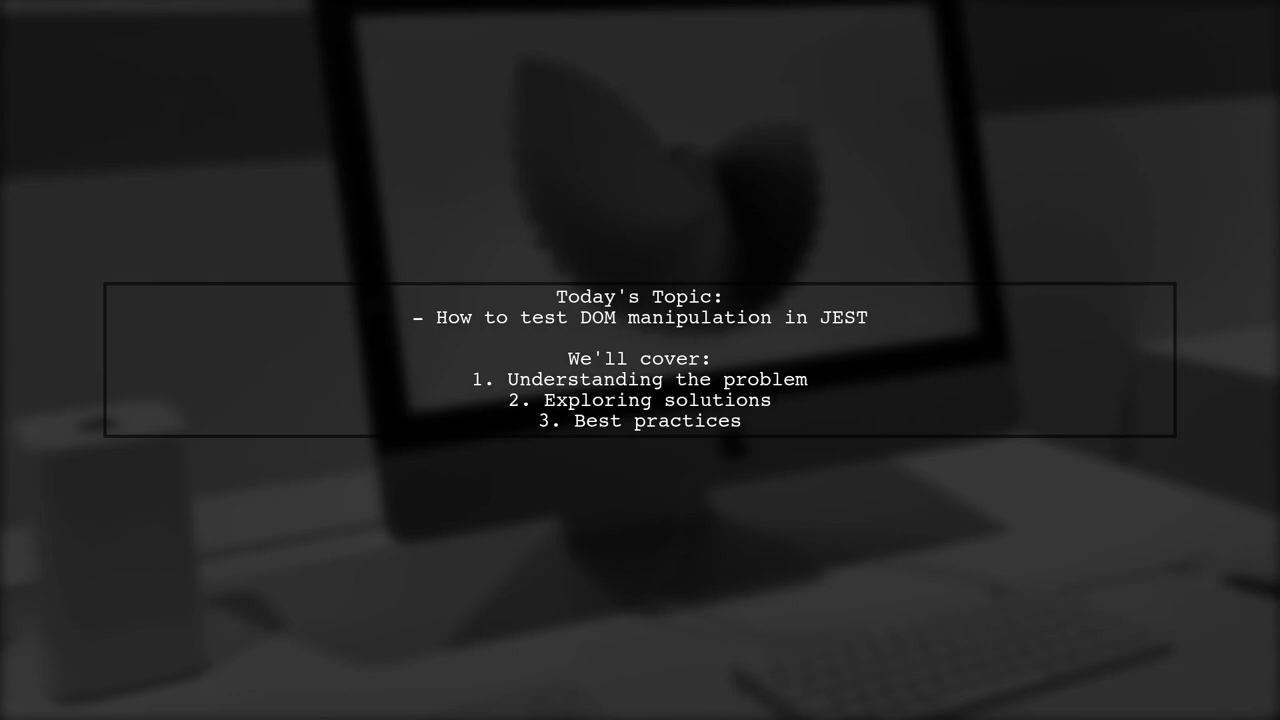 Today's Topic:
– How to test DOM manipulation in JEST
We'll cover:
1. Understanding the problem
2. Exploring solutions
3. Best practices